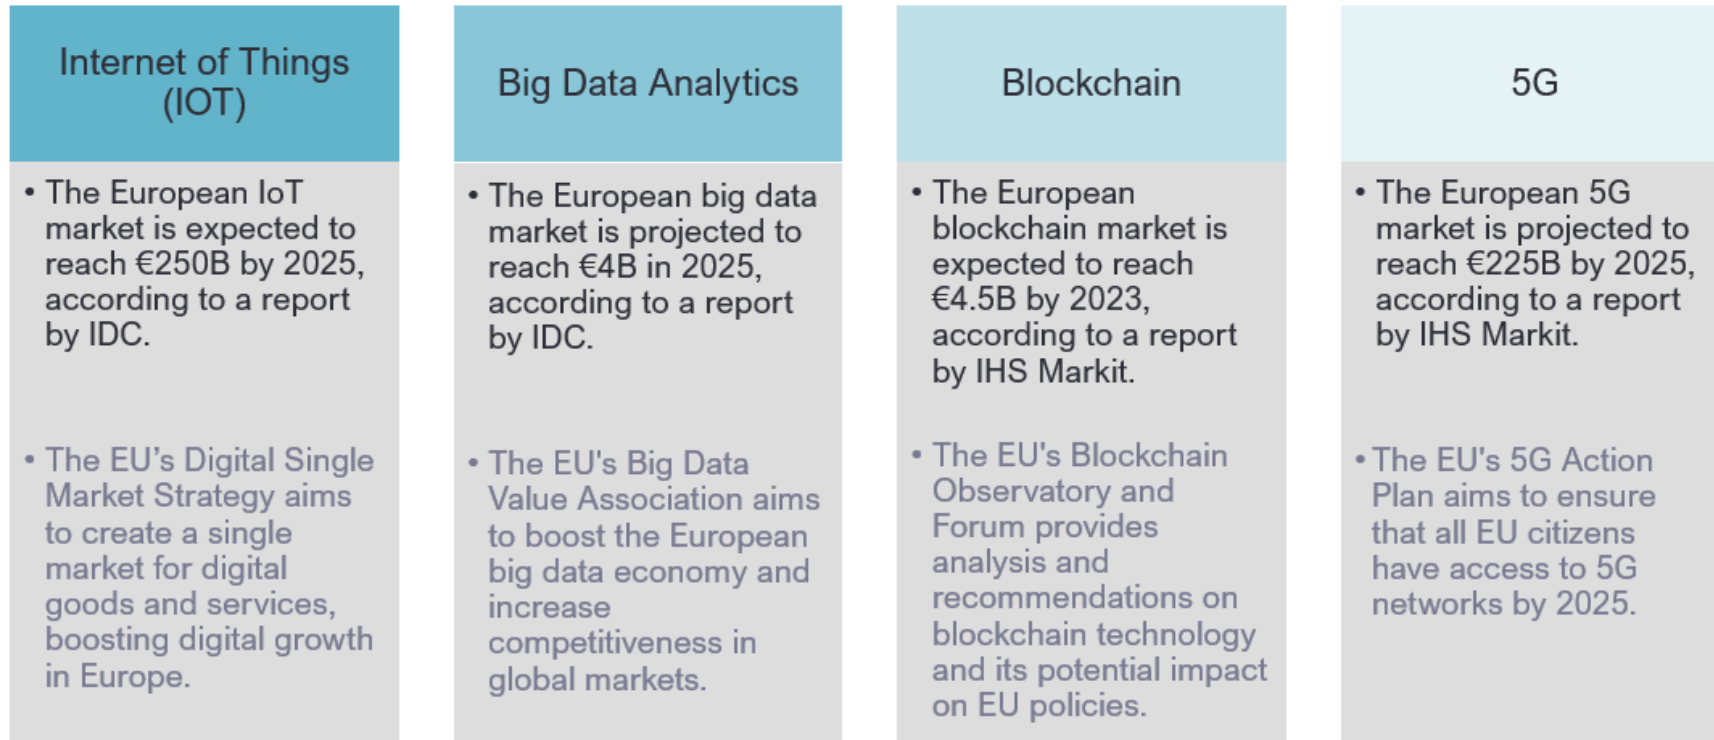 Internet of Things
(IOT)
• The European IoT
market is expected to
reach €250B by 2025,
according to a report
by IDC.
• The EU’s Digital Single
Market Strategy aims
to create a single
market for digital
goods and services,
boosting digital growth
in Europe.
Big Data Analytics
• The European big data
market is projected to
reach €4B in 2025,
according to a report
by IDC.
• The EU's Big Data
Value Association aims
to boost the European
big data economy and
increase
competitiveness in
global markets.
Blockchain
• The European
blockchain market is
expected to reach
€4.5B by 2023,
according to a report
by IHS Markit.
• The EU's Blockchain
Observatory and
Forum provides
analysis and
recommendations on
blockchain technology
and its potential impact
on EU policies.
5G
• The European 5G
market is projected to
reach €225B by 2025,
according to a report
by IHS Markit.
• The EU's 5G Action
Plan aims to ensure
that all EU citizens
have access to 5G
networks by 2025.